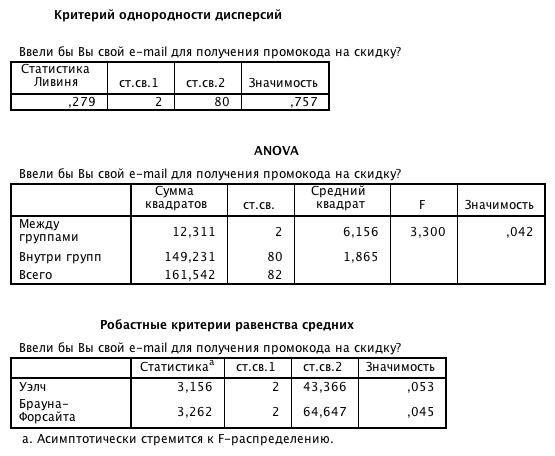 Критерий однородности дисперсий
Ввели бы Вы свой e-mail для получения промокода на скидку?
Статистика Ливиня ст.св.1 ст.св.2 Значимость
,279 2 80 ,757
ANOVA
Ввели бы Вы свой e-mail для получения промокода на скидку?
Сумма квадратов ст.св. Средний квадрат F Значимость
Между группами 12,311 2 6,156 3,300 ,042
Внутри групп 149,231 80 1,865
Всего 161,542 82
Робастные критерии равенства средних
Ввели бы Вы свой e-mail для получения промокода на скидку?
Статистикаa ст.св.1 ст.св.2 Значимость
Уэлч 3,156 2 43,366 ,053
Брауна-Форсайта 3,262 2 64,647 ,045
a. Асимптотически стремится к F-распределению.